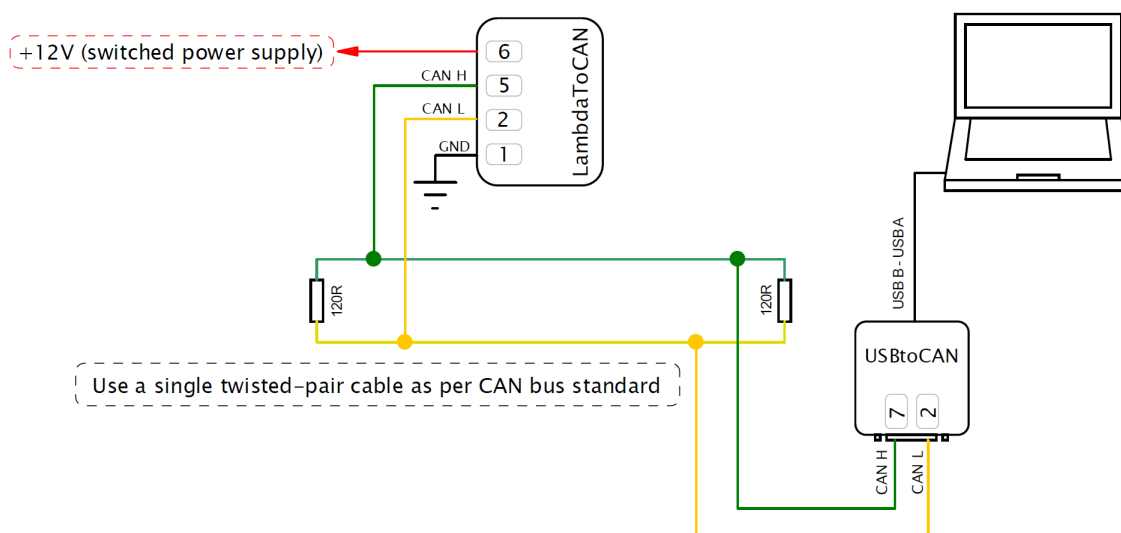 +12V (switched power supply)
6
CAN H
5
CAN L
2
GND
1
LambdaToCAN
120R
120R
USB B - USB A
Use a single twisted-pair cable as per CAN bus standard
USBtoCAN
7
2
CAN H
CAN L